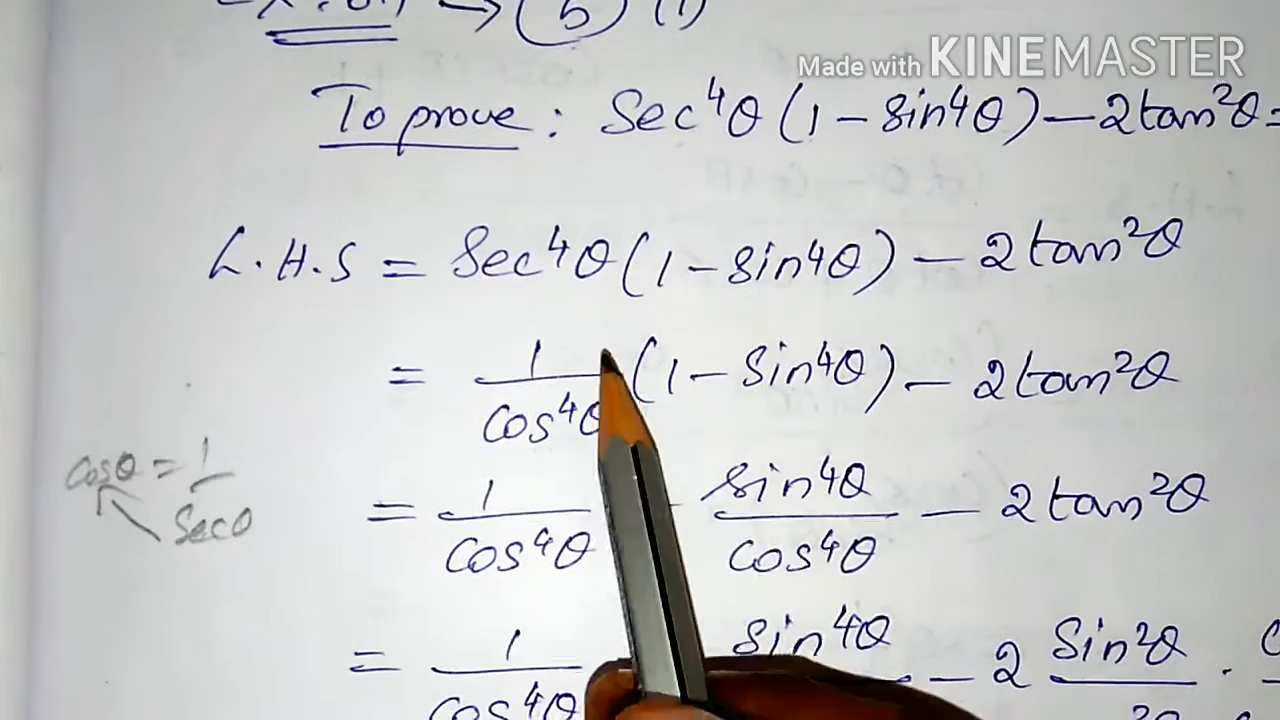 → (b) (i)
Made with KINEMASTER
To prove : Sec⁴θ (1 − sin⁴θ) − 2tan²θ =
L.H.S = Sec⁴θ (1 − sin⁴θ) − 2tan²θ
= 1/cos⁴θ (1 − sin⁴θ) − 2tan²θ
cosθ = 1/secθ
= 1/cos⁴θ − sin⁴θ/cos⁴θ − 2tan²θ
= 1/cos⁴θ sin⁴θ − 2 sin²θ .